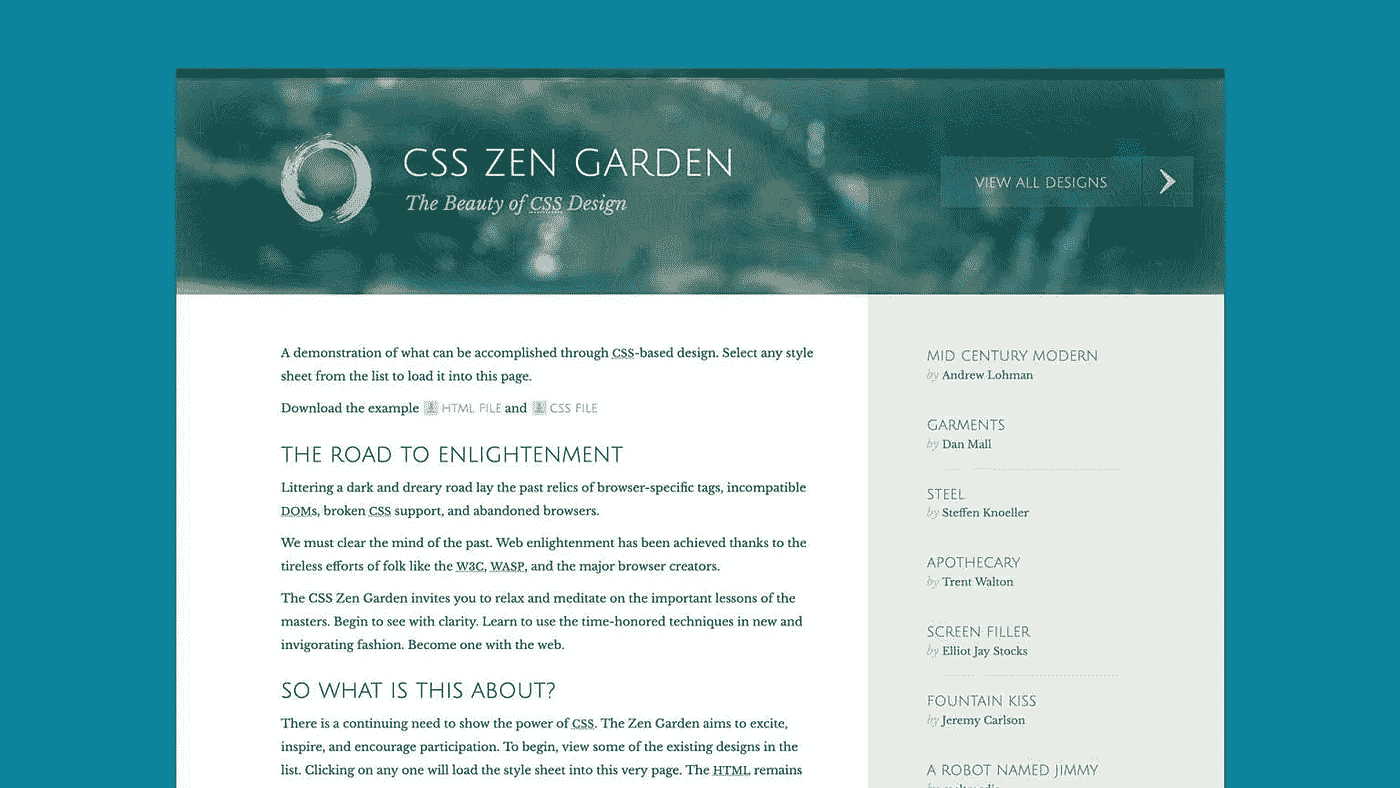 CSS ZEN GARDEN
The Beauty of CSS Design
VIEW ALL DESIGNS
A demonstration of what can be accomplished through CSS-based design. Select any style
sheet from the list to load it into this page.
Download the example HTML FILE and CSS FILE
THE ROAD TO ENLIGHTENMENT
Littering a dark and dreary road lay the past relics of browser-specific tags, incompatible
DOMs, broken CSS support, and abandoned browsers.
We must clear the mind of the past. Web enlightenment has been achieved thanks to the
tireless efforts of folk like the W3C, WASP, and the major browser creators.
The CSS Zen Garden invites you to relax and meditate on the important lessons of the
masters. Begin to see with clarity. Learn to use the time-honored techniques in new and
invigorating fashion. Become one with the web.
SO WHAT IS THIS ABOUT?
There is a continuing need to show the power of CSS. The Zen Garden aims to excite,
inspire, and encourage participation. To begin, view some of the existing designs in the
list. Clicking on any one will load the style sheet into this very page. The HTML remains
MID CENTURY MODERN
by Andrew Lohman
GARMENTS
by Dan Mall
STEEL
by Steffen Knoeller
APOTHECARY
by Trent Walton
SCREEN FILLER
by Elliot Jay Stocks
FOUNTAIN KISS
by Jeremy Carlson
A ROBOT NAMED JIMMY